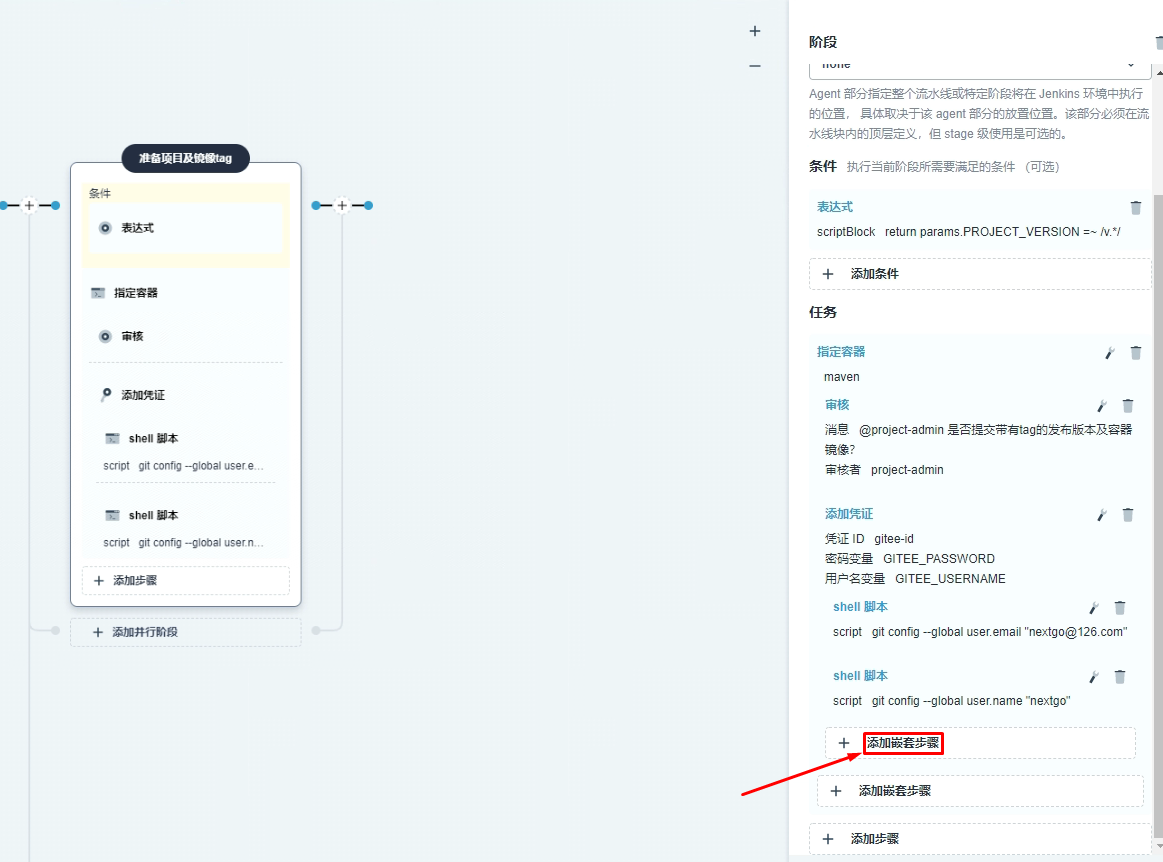 准备项目及镜像tag
条件
表达式
指定容器
审核
添加凭证
shell 脚本
script git config --global user.e...
shell 脚本
script git config --global user.n...
添加步骤
添加并行阶段
阶段
none
Agent 部分指定整个流水线或特定阶段将在 Jenkins 环境中执行
的位置， 具体取决于该 agent 部分的放置位置。该部分必须在流
水线块内的顶层定义，但 stage 级使用是可选的。
条件 执行当前阶段所需要满足的条件 （可选）
表达式
scriptBlock return params.PROJECT_VERSION =~ /v.*/
添加条件
任务
指定容器
maven
审核
消息 @project-admin 是否提交带有tag的发布版本及容器
镜像?
审核者 project-admin
添加凭证
凭证 ID gitee-id
密码变量 GITEE_PASSWORD
用户名变量 GITEE_USERNAME
shell 脚本
script git config --global user.email "nextgo@126.com"
shell 脚本
script git config --global user.name "nextgo"
添加嵌套步骤
添加嵌套步骤
添加步骤